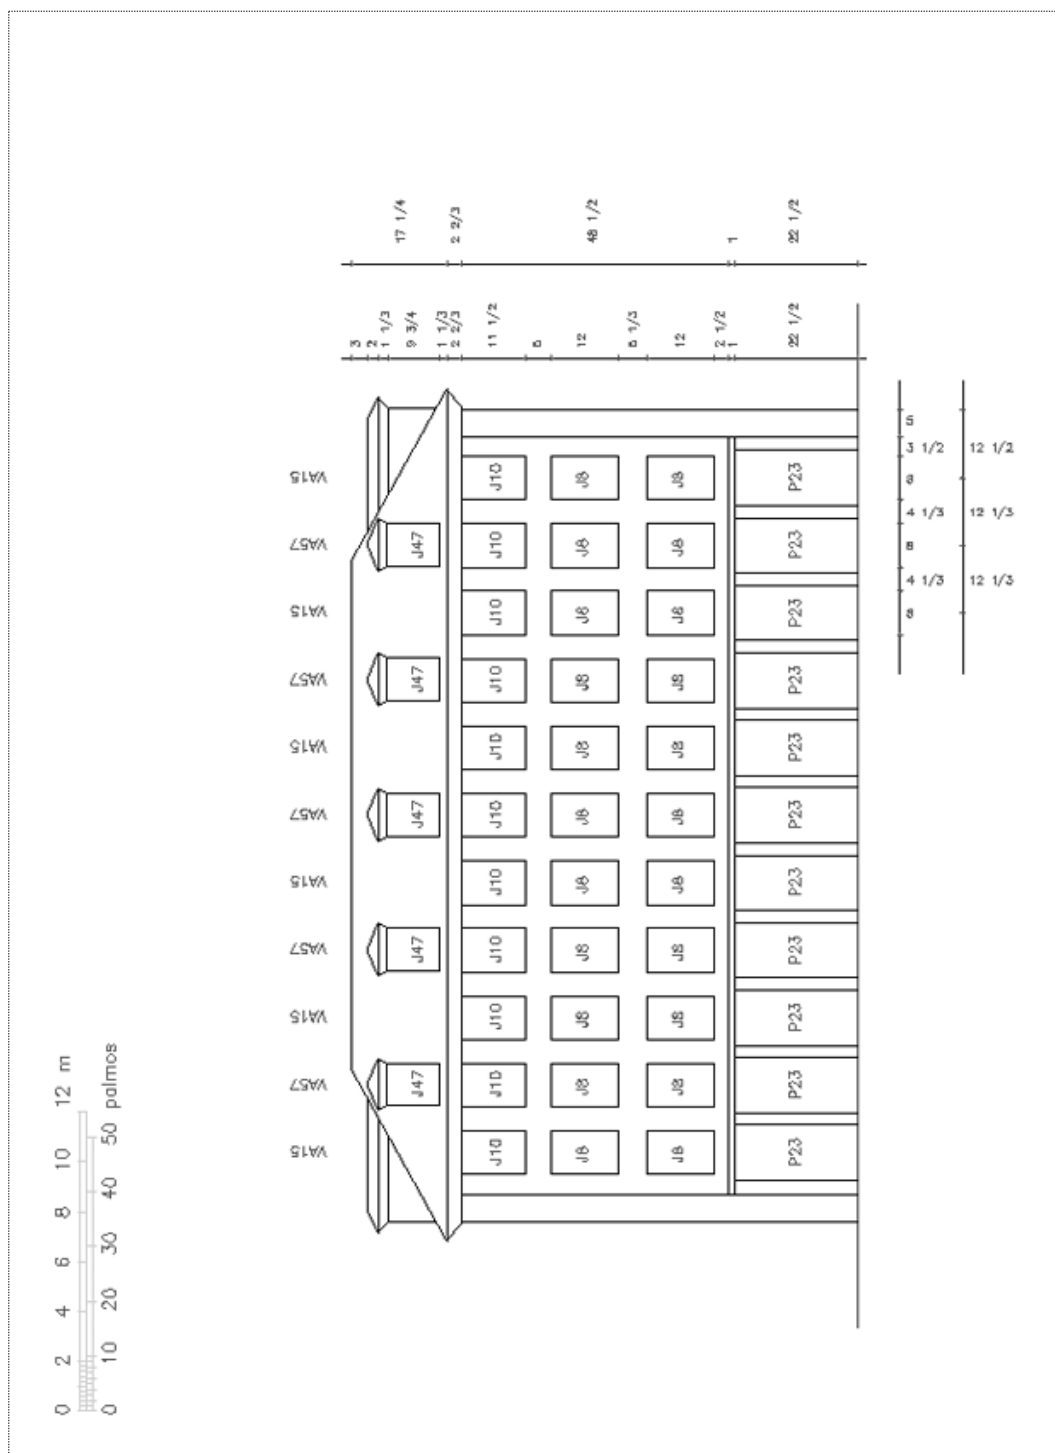 0 2 4 6 8 10 12 m
0 10 20 30 40 50 palmos
VA15 VA57 VA15 VA57 VA15 VA57 VA15 VA57 VA15 VA57 VA15
3
2
1 1/3
J47 J47 J47 J47 J47 9 3/4 17 1/4
1 1/3
2 2/3 2 2/3
J10 J10 J10 J10 J10 J10 J10 J10 J10 J10 J10 11 1/2
5
J8 J8 J8 J8 J8 J8 J8 J8 J8 J8 J8 12 48 1/2
5 1/3
J8 J8 J8 J8 J8 J8 J8 J8 J8 J8 J8 12
2 1/2
1 1
P23 P23 P23 P23 P23 P23 P23 P23 P23 P23 P23 22 1/2 22 1/2
8 4 1/3 8 4 1/3 8 3 1/2 5
12 1/3 12 1/3 12 1/2